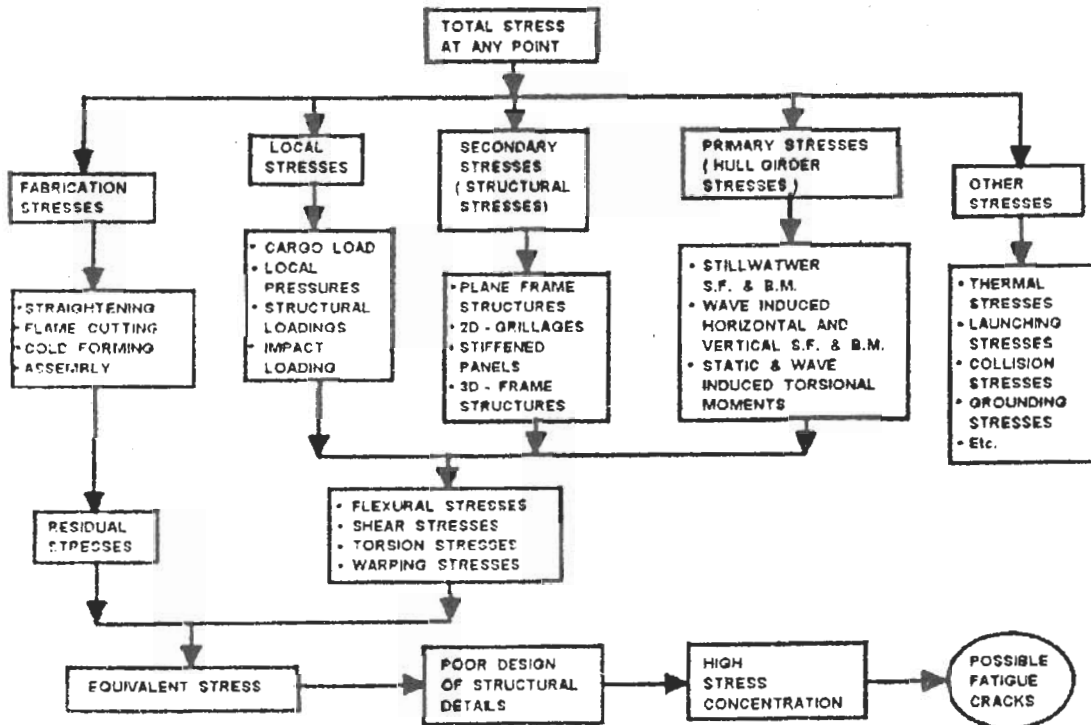 TOTAL STRESS
AT ANY POINT
FABRICATION
STRESSES
LOCAL
STRESSES
SECONDARY
STRESSES
( STRUCTURAL
STRESSES)
PRIMARY STRESSES
( HULL GIRDER
STRESSES )
OTHER
STRESSES
• STRAIGHTENING
• FLAME CUTTING
• COLD FORMING
• ASSEMBLY
• CARGO LOAD
• LOCAL
PRESSURES
• STRUCTURAL
LOADINGS
• IMPACT
LOADING
• PLANE FRAME
STRUCTURES
• 2D - GRILLAGES
• STIFFENED
PANELS
• 3D - FRAME
STRUCTURES
• STILLWATWER
S.F. & B.M.
• WAVE INDUCED
HORIZONTAL AND
VERTICAL S.F. & B.M.
• STATIC & WAVE
INDUCED TORSIONAL
MOMENTS
• THERMAL
STRESSES
• LAUNCHING
STRESSES
• COLLISION
STRESSES
• GROUNDING
STRESSES
• Etc.
RESIDUAL
STRESSES
• FLEXURAL STRESSES
• SHEAR STRESSES
• TORSION STRESSES
• WARPING STRESSES
EQUIVALENT STRESS
POOR DESIGN
OF STRUCTURAL
DETAILS
HIGH
STRESS
CONCENTRATION
POSSIBLE
FATIGUE
CRACKS